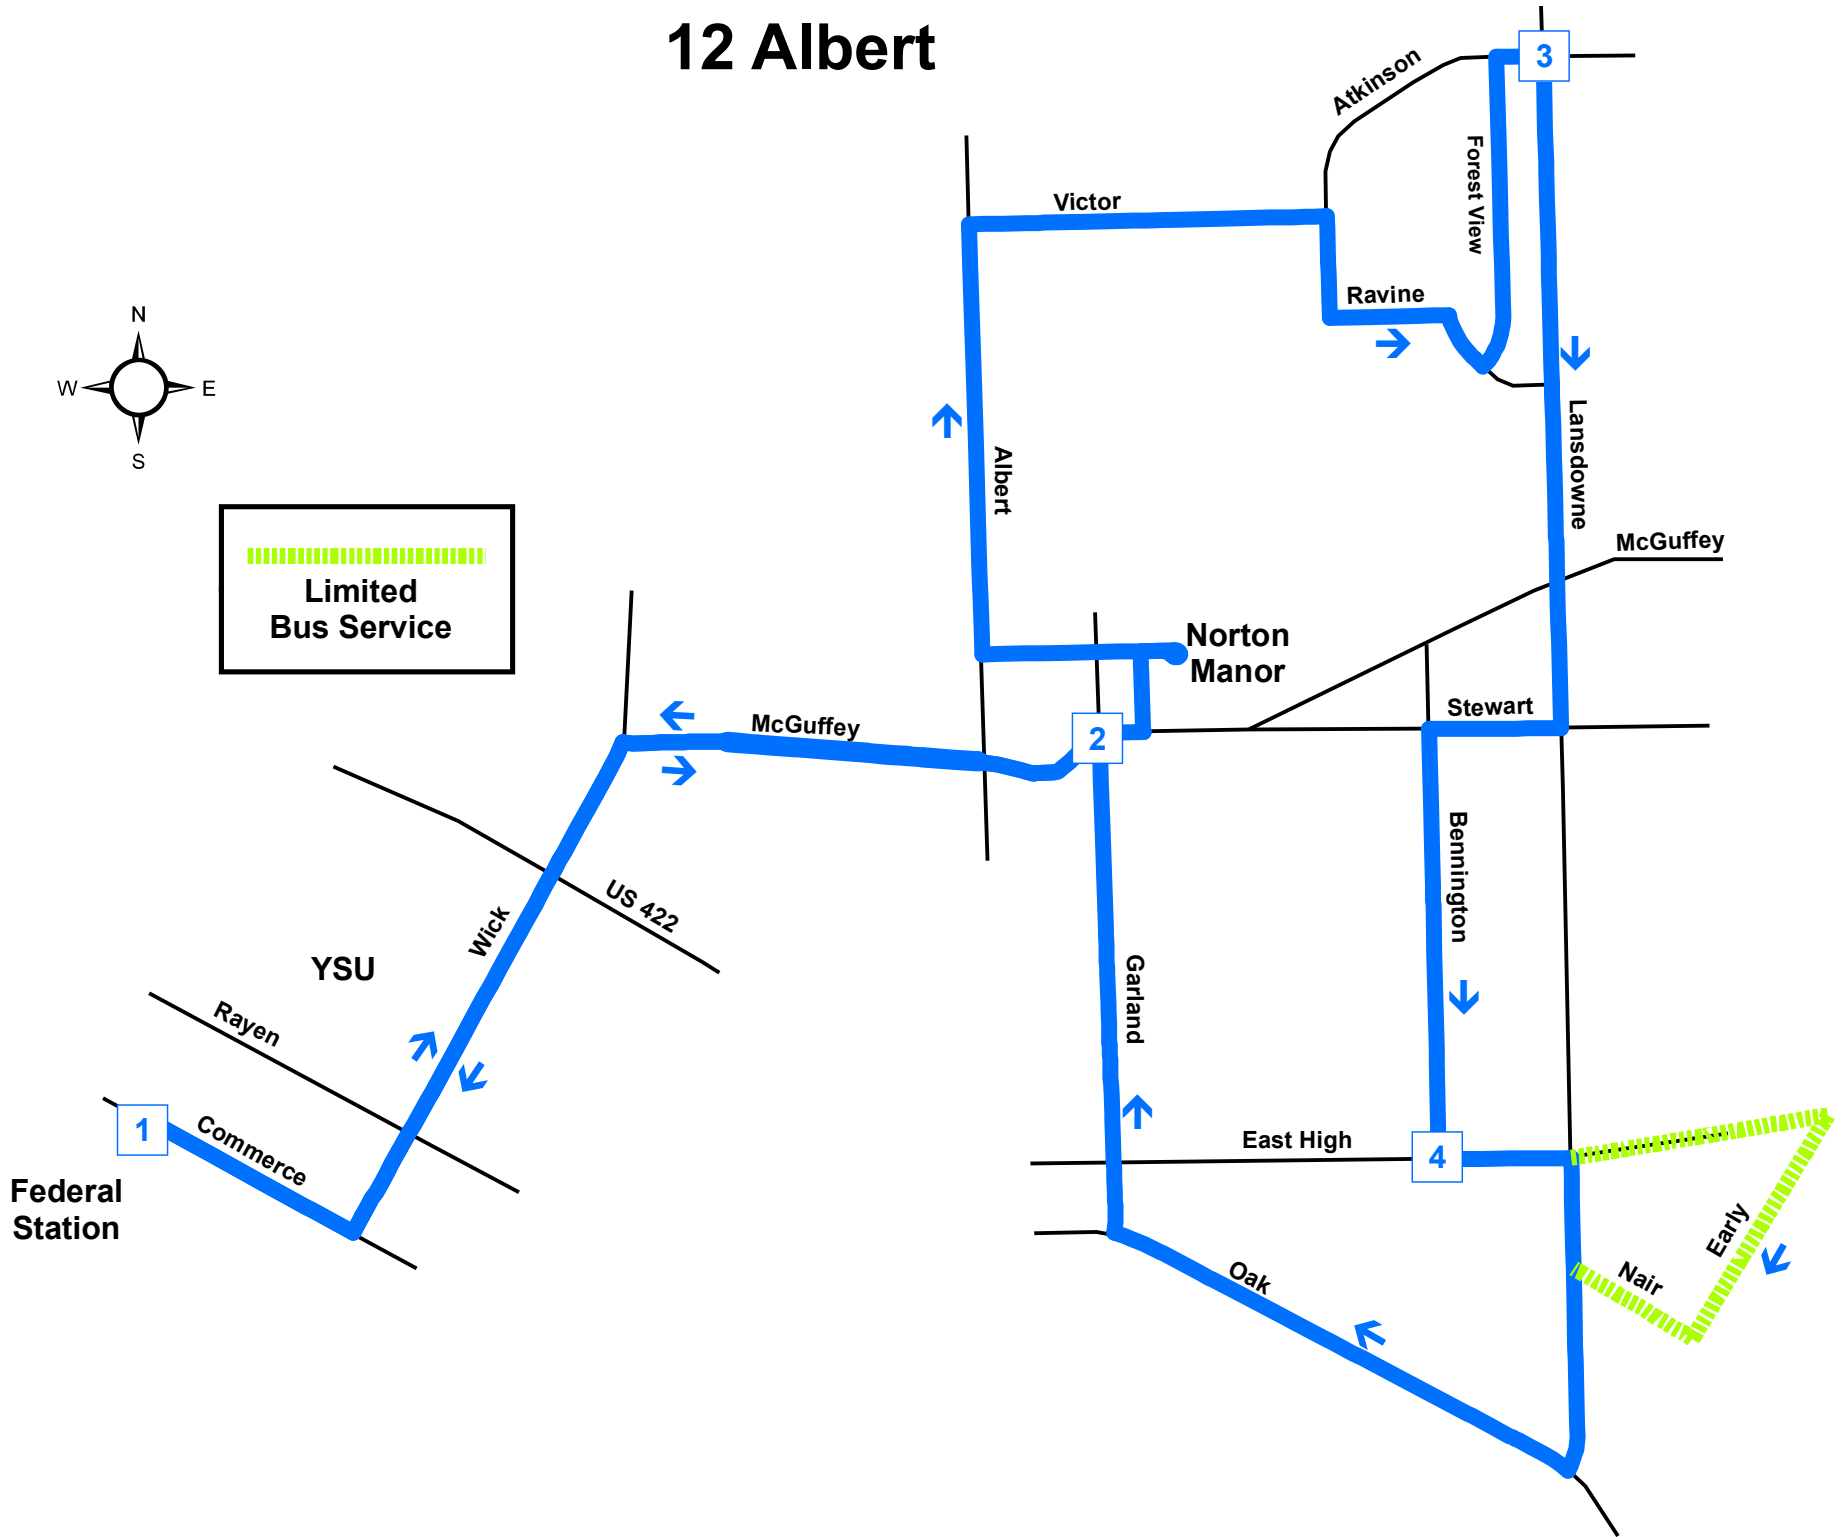 12 Albert
3
Atkinson
Forest View
Victor
Ravine
N
W
E
S
Lansdowne
Albert
McGuffey
Limited
Bus Service
Norton
Manor
Stewart
McGuffey
2
Bennington
US 422
Wick
YSU
Garland
Rayen
1
Commerce
East High
4
Federal
Station
Early
Nair
Oak